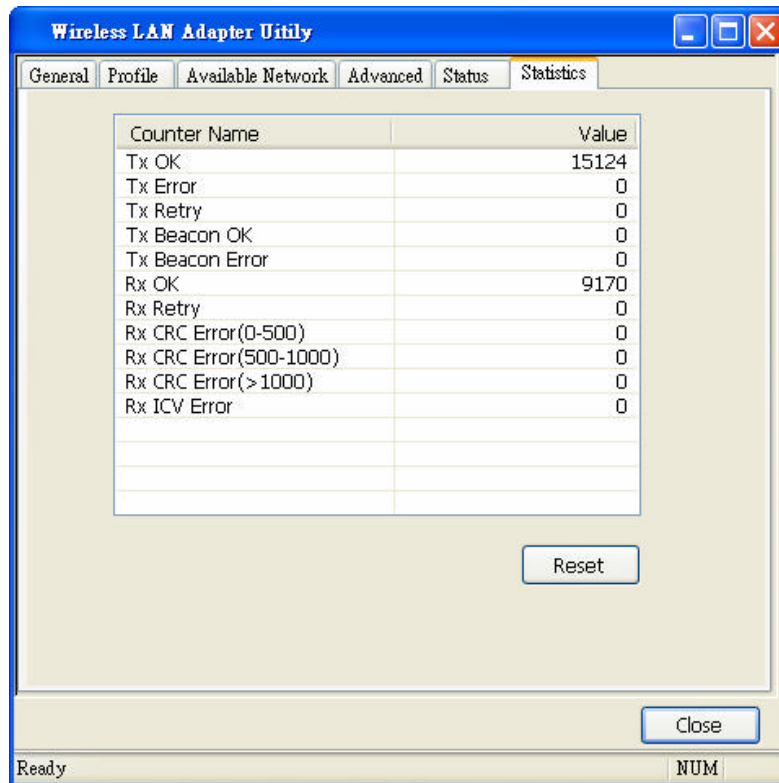 Wireless LAN Adapter Uitily
General Profile Available Network Advanced Status Statistics
Counter Name Value
Tx OK 15124
Tx Error 0
Tx Retry 0
Tx Beacon OK 0
Tx Beacon Error 0
Rx OK 9170
Rx Retry 0
Rx CRC Error(0-500) 0
Rx CRC Error(500-1000) 0
Rx CRC Error(>1000) 0
Rx ICV Error 0
Reset
Close
Ready NUM